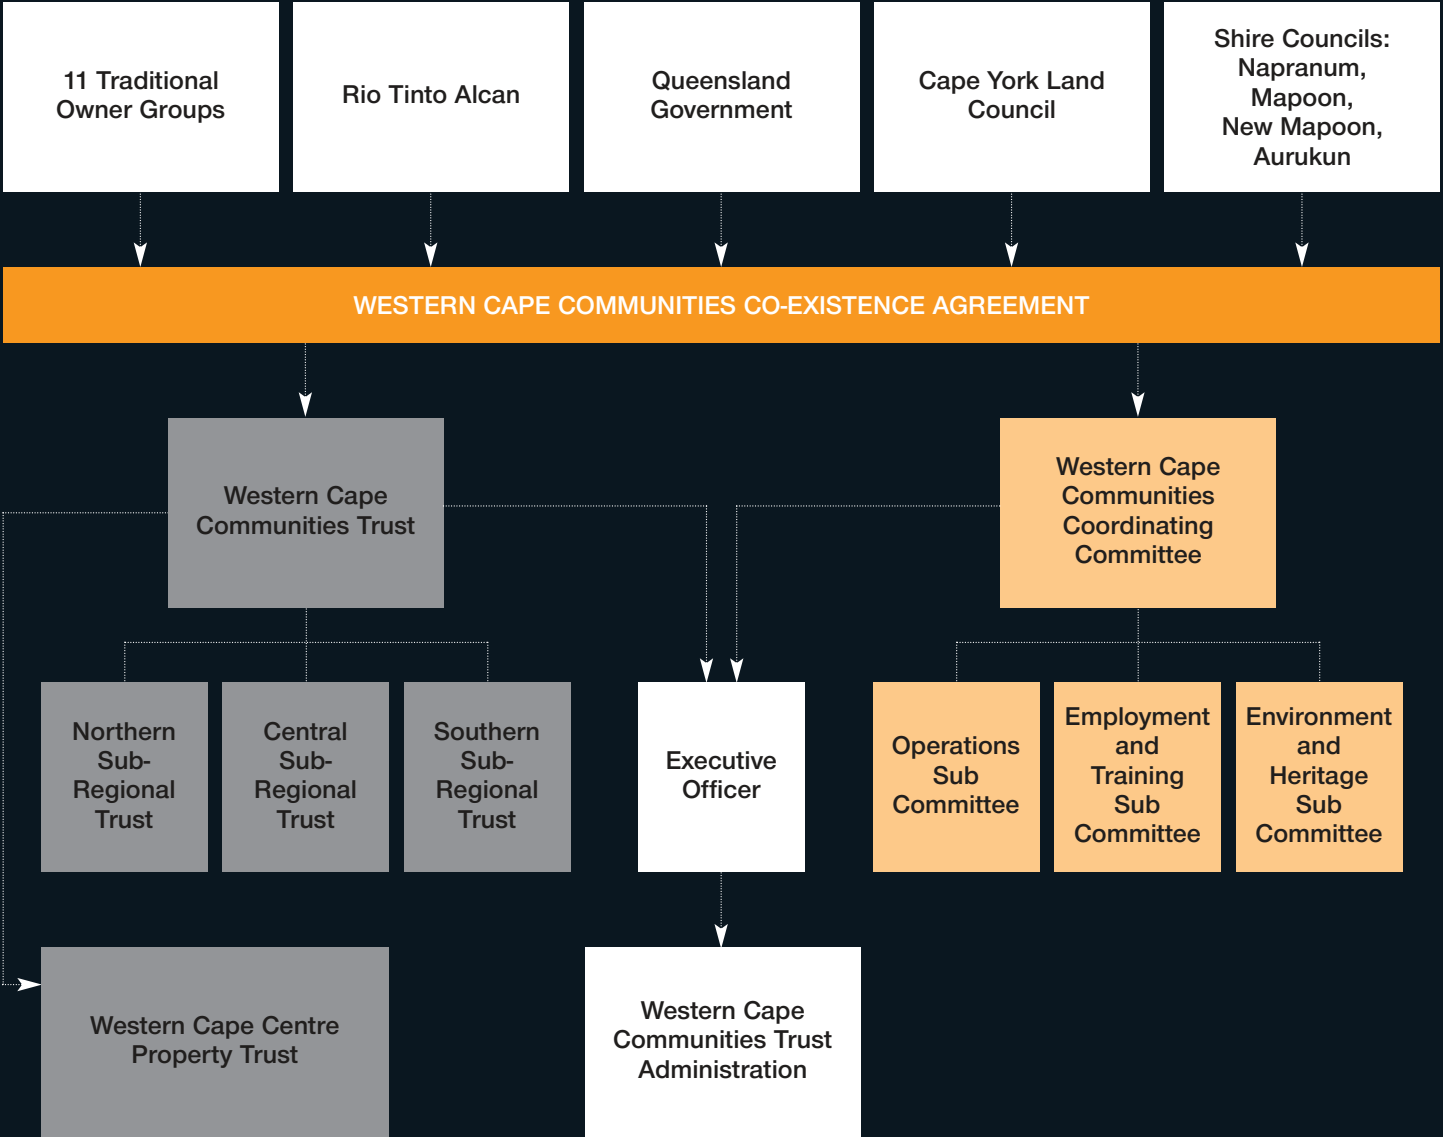 11 Traditional
Owner Groups
Rio Tinto Alcan
Queensland
Government
Cape York Land
Council
Shire Councils:
Napranum,
Mapoon,
New Mapoon,
Aurukun
WESTERN CAPE COMMUNITIES CO-EXISTENCE AGREEMENT
Western Cape
Communities Trust
Western Cape
Communities
Coordinating
Committee
Northern
Sub-
Regional
Trust
Central
Sub-
Regional
Trust
Southern
Sub-
Regional
Trust
Executive
Officer
Operations
Sub
Committee
Employment
and
Training
Sub
Committee
Environment
and
Heritage
Sub
Committee
Western Cape Centre
Property Trust
Western Cape
Communities Trust
Administration